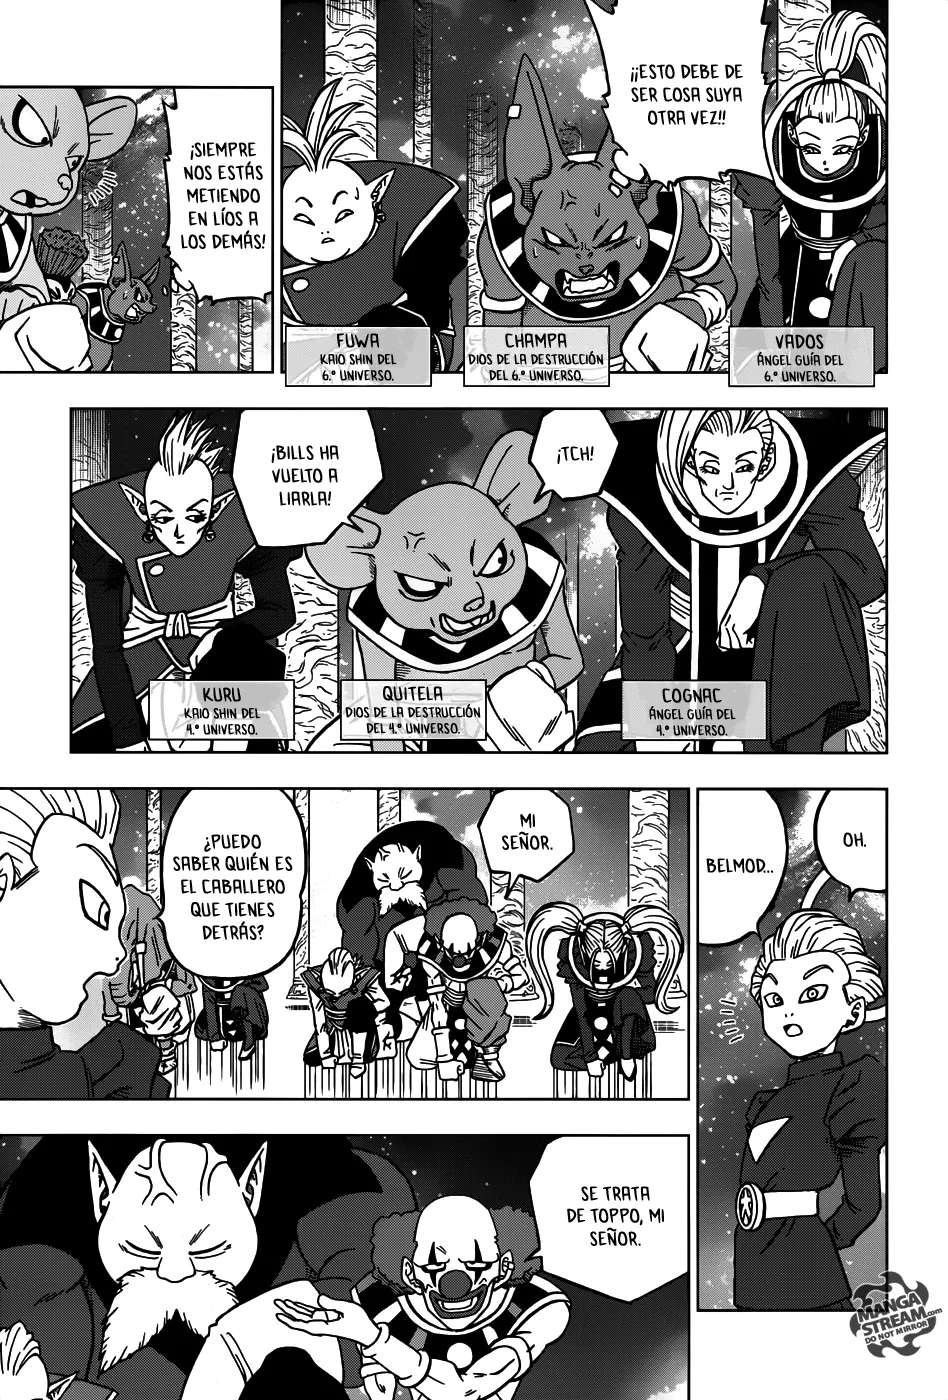 ¡¡ESTO DEBE DE
SER COSA SUYA
OTRA VEZ!!
VADOS
ÁNGEL GUÍA DEL
6.º UNIVERSO.
CHAMPA
DIOS DE LA DESTRUCCIÓN
DEL 6.º UNIVERSO.
FUWA
KAIO SHIN DEL
6.º UNIVERSO.
¡SIEMPRE
NOS ESTÁS
METIENDO
EN LÍOS A
LOS DEMÁS!
¡TCH!
¡BILLS HA
VUELTO A
LIARLA!
COGNAC
ÁNGEL GUÍA DEL
4.º UNIVERSO.
QUITELA
DIOS DE LA DESTRUCCIÓN
DEL 4.º UNIVERSO.
KURU
KAIO SHIN DEL
4.º UNIVERSO.
OH.
BELMOD...
MI
SEÑOR.
¿PUEDO
SABER QUIÉN ES
EL CABALLERO
QUE TIENES
DETRÁS?
SE TRATA
DE TOPPO, MI
SEÑOR.
MANGA
STREAM.com
DO NOT MIRROR